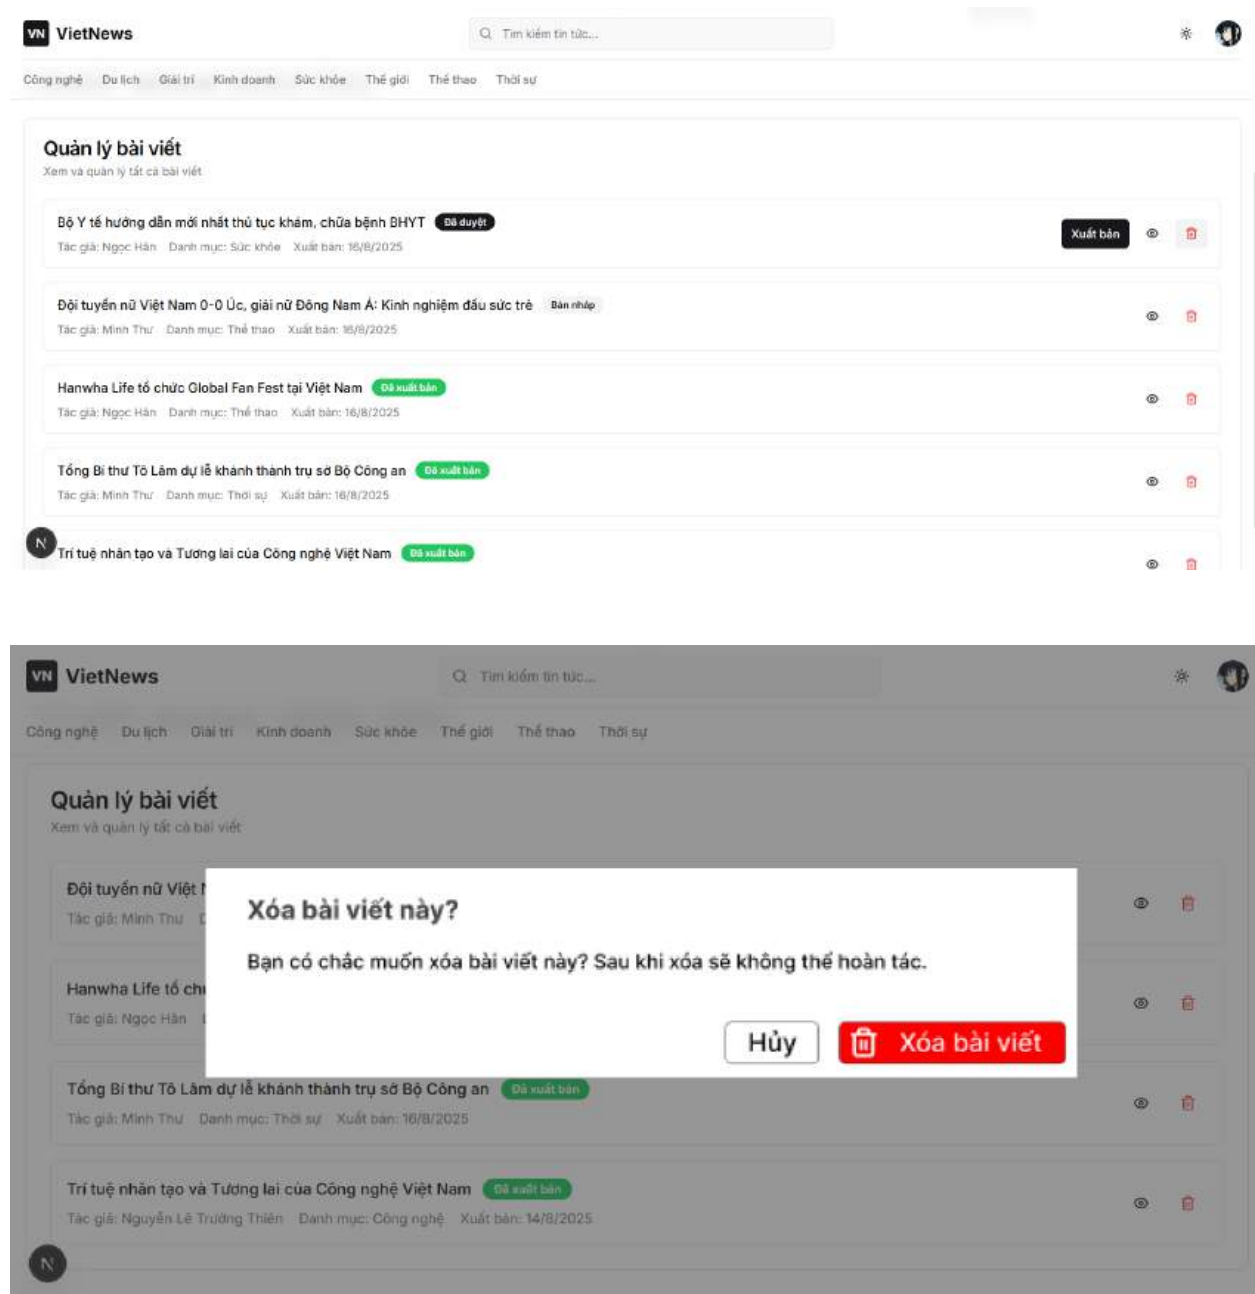 VN VietNews
Tìm kiếm tin tức...
Công nghệ Du lịch Giải trí Kinh doanh Sức khỏe Thế giới Thể thao Thời sự
Quản lý bài viết
Xem và quản lý tất cả bài viết
Bộ Y tế hướng dẫn mới nhất thủ tục khám, chữa bệnh BHYT Đã duyệt
Xuất bản
Tác giả: Ngọc Hân Danh mục: Sức khỏe Xuất bản: 16/8/2025
Đội tuyển nữ Việt Nam 0-0 Úc, giải nữ Đông Nam Á: Kinh nghiệm đấu sức trẻ Bản nháp
Tác giả: Minh Thư Danh mục: Thể thao Xuất bản: 16/8/2025
Hanwha Life tổ chức Global Fan Fest tại Việt Nam Đã xuất bản
Tác giả: Ngọc Hân Danh mục: Thể thao Xuất bản: 16/8/2025
Tổng Bí thư Tô Lâm dự lễ khánh thành trụ sở Bộ Công an Đã xuất bản
Tác giả: Minh Thư Danh mục: Thời sự Xuất bản: 16/8/2025
N
Trí tuệ nhân tạo và Tương lai của Công nghệ Việt Nam Đã xuất bản
VN VietNews
Tìm kiếm tin tức...
Công nghệ Du lịch Giải trí Kinh doanh Sức khỏe Thế giới Thể thao Thời sự
Quản lý bài viết
Xem và quản lý tất cả bài viết
Đội tuyển nữ Việt
Tác giả: Minh Thư
Xóa bài viết này?
Bạn có chắc muốn xóa bài viết này? Sau khi xóa sẽ không thể hoàn tác.
Hanwha Life tổ
Tác giả: Ngọc Hân
Hủy Xóa bài viết
Tổng Bí thư Tô Lâm dự lễ khánh thành trụ sở Bộ Công an Đã xuất bản
Tác giả: Minh Thư Danh mục: Thời sự Xuất bản: 16/8/2025
Trí tuệ nhân tạo và Tương lai của Công nghệ Việt Nam Đã xuất bản
Tác giả: Nguyễn Lê Trường Thiên Danh mục: Công nghệ Xuất bản: 14/8/2025
N